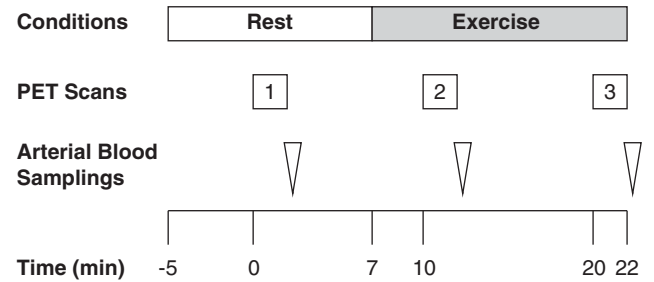 Conditions Rest Exercise
PET Scans 1 2 3
Arterial Blood
Samplings
Time (min) -5 0 7 10 20 22